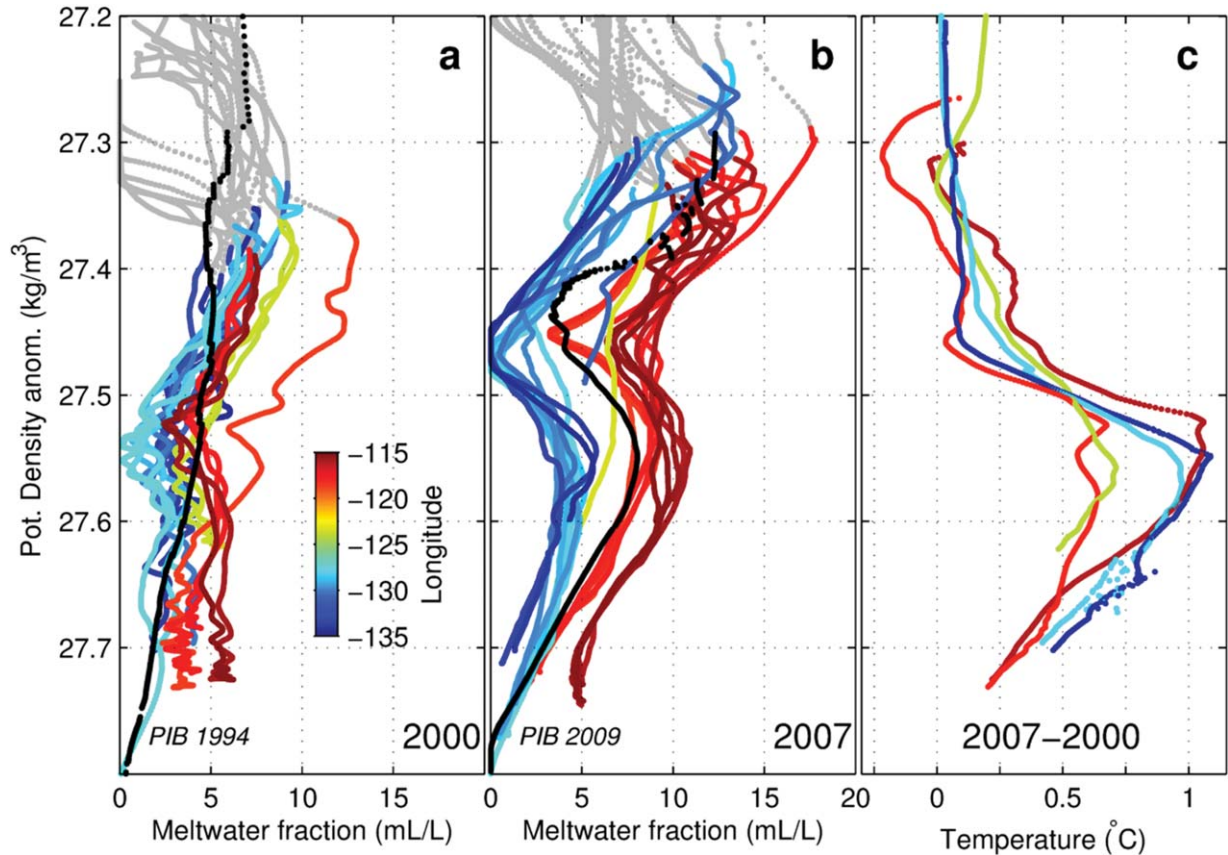 27.2
27.3
27.4
27.5
27.6
27.7
Pot. Density anom. (kg/m³)
a
−115
−120
−125
−130
−135
Longitude
PIB 1994
2000
0 5 10 15
Meltwater fraction (mL/L)
b
PIB 2009
2007
0 5 10 15 20
Meltwater fraction (mL/L)
c
2007−2000
0 0.5 1
Temperature (°C)